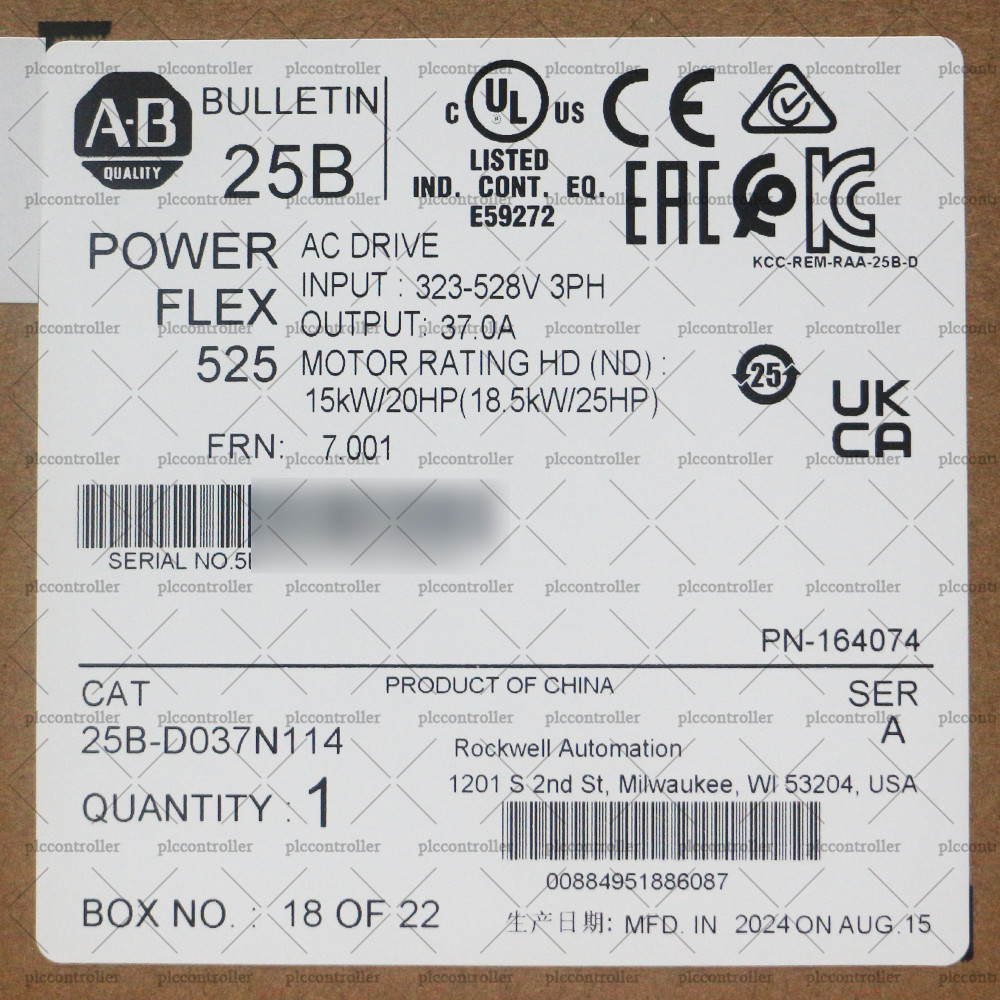 A-B
QUALITY
BULLETIN
25B
C UL US
LISTED
IND. CONT. EQ.
E59272
CE
EAC
KC
KCC-REM-RAA-25B-D
POWER
FLEX
525
AC DRIVE
INPUT : 323-528V 3PH
OUTPUT: 37.0A
MOTOR RATING HD (ND) :
15kW/20HP(18.5kW/25HP)
25
UK
CA
FRN: 7.001
SERIAL NO.
PN-164074
CAT
25B-D037N114
PRODUCT OF CHINA
SER
A
Rockwell Automation
1201 S 2nd St, Milwaukee, WI 53204, USA
QUANTITY : 1
00884951886087
BOX NO. : 18 OF 22
生产日期: MFD. IN 2024 ON AUG.15
plccontroller